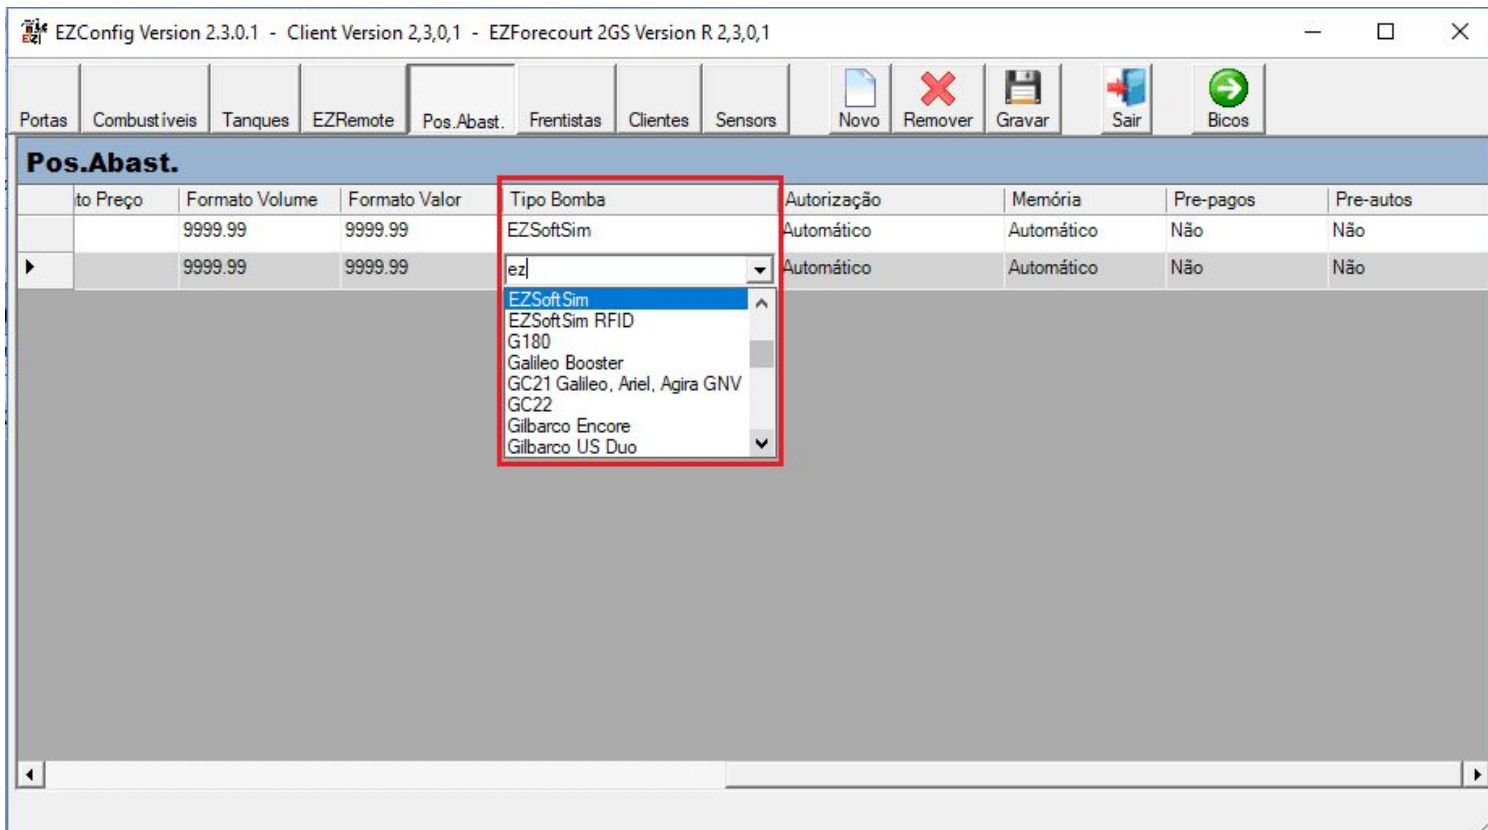 EZConfig Version 2.3.0.1 - Client Version 2,3,0,1 - EZForecourt 2GS Version R 2,3,0,1
Portas Combustíveis Tanques EZRemote Pos.Abast. Frentistas Clientes Sensors Novo Remover Gravar Sair Bicos
Pos.Abast.
to Preço Formato Volume Formato Valor Tipo Bomba Autorização Memória Pre-pagos Pre-autos
9999.99 9999.99 EZSoftSim Automático Automático Não Não
9999.99 9999.99 ez Automático Automático Não Não
EZSoftSim
EZSoftSim RFID
G180
Galileo Booster
GC21 Galileo, Ariel, Agira GNV
GC22
Gilbarco Encore
Gilbarco US Duo